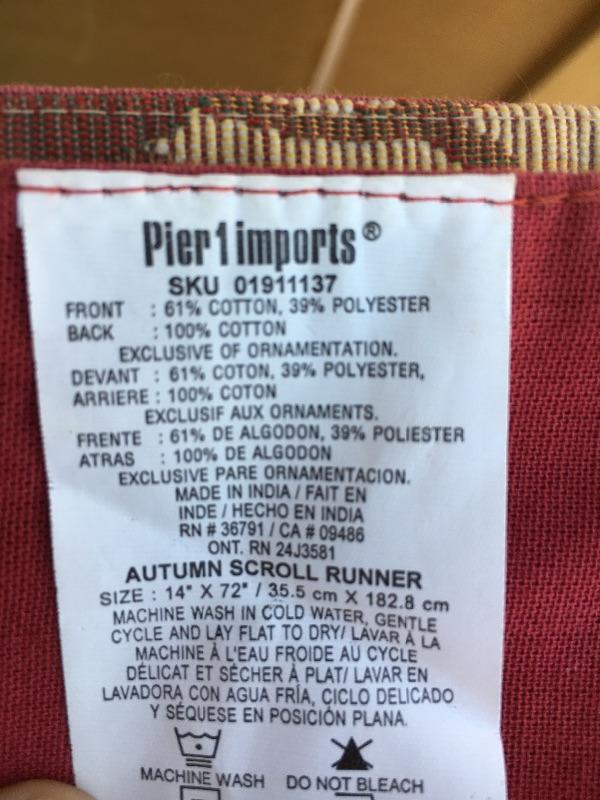 Pier1imports®
SKU 01911137
FRONT : 61% COTTON, 39% POLYESTER
BACK : 100% COTTON
EXCLUSIVE OF ORNAMENTATION.
DEVANT : 61% COTON, 39% POLYESTER,
ARRIERE : 100% COTON
EXCLUSIF AUX ORNAMENTS.
FRENTE : 61% DE ALGODON, 39% POLIESTER
ATRAS : 100% DE ALGODON
EXCLUSIVE PARE ORNAMENTACION.
MADE IN INDIA / FAIT EN
INDE / HECHO EN INDIA
RN # 36791 / CA # 09486
ONT. RN 24J3581
AUTUMN SCROLL RUNNER
SIZE : 14" X 72" / 35.5 cm X 182.8 cm
MACHINE WASH IN COLD WATER, GENTLE
CYCLE AND LAY FLAT TO DRY/ LAVAR À LA
MACHINE À L'EAU FROIDE AU CYCLE
DÉLICAT ET SÉCHER À PLAT/ LAVAR EN
LAVADORA CON AGUA FRÍA, CICLO DELICADO
Y SÉQUESE EN POSICIÓN PLANA.
MACHINE WASH DO NOT BLEACH